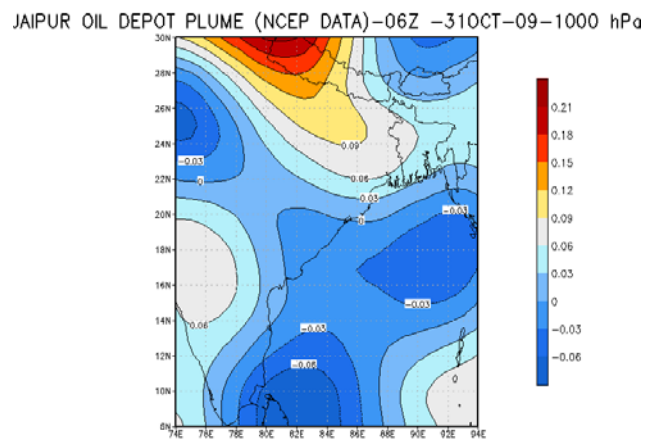 JAIPUR OIL DEPOT PLUME (NCEP DATA)-06Z -31OCT-09-1000 hPa
30N
28N
26N
24N
22N
20N
18N
16N
14N
12N
10N
8N
74E 76E 78E 80E 82E 84E 86E 88E 90E 92E 94E
0.09
-0.03
0.06
0
-0.03
0.03
0
0.06
-0.03
-0.03
-0.06
0
0.21
0.18
0.15
0.12
0.09
0.06
0.03
0
-0.03
-0.06